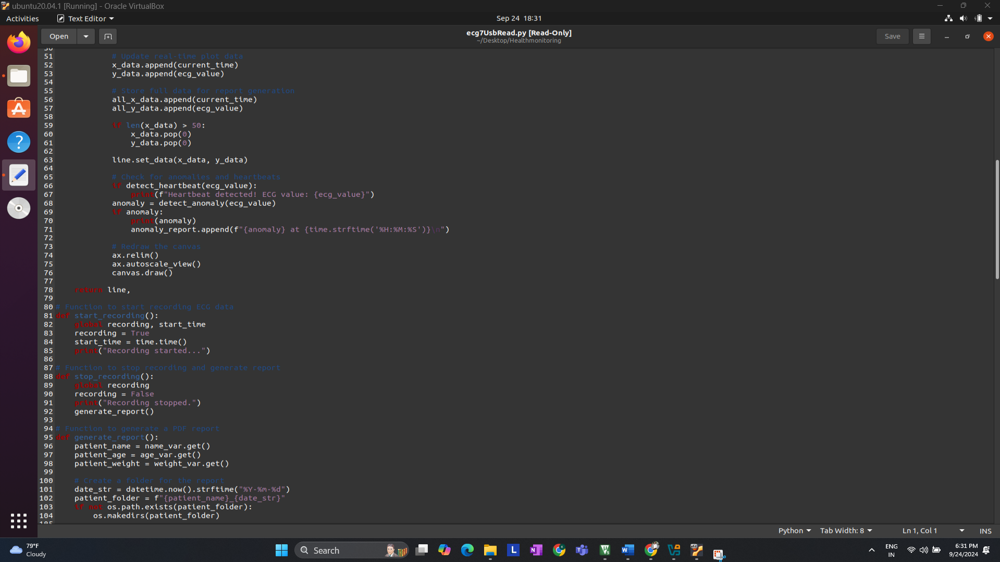 ubuntu20.04.1 [Running] - Oracle VirtualBox
Activities
Text Editor
Sep 24 18:31
Open
ecg7UsbRead.py [Read-Only]
~/Desktop/Healthmonitoring
Save
51 # Update real-time plot data
52 x_data.append(current_time)
53 y_data.append(ecg_value)
54
55 # Store full data for report generation
56 all_x_data.append(current_time)
57 all_y_data.append(ecg_value)
58
59 if len(x_data) > 50:
60 x_data.pop(0)
61 y_data.pop(0)
62
63 line.set_data(x_data, y_data)
64
65 # Check for anomalies and heartbeats
66 if detect_heartbeat(ecg_value):
67 print(f"Heartbeat detected! ECG value: {ecg_value}")
68 anomaly = detect_anomaly(ecg_value)
69 if anomaly:
70 print(anomaly)
71 anomaly_report.append(f"{anomaly} at {time.strftime('%H:%M:%S')}\n")
72
73 # Redraw the canvas
74 ax.relim()
75 ax.autoscale_view()
76 canvas.draw()
77
78 return line,
79
80 # Function to start recording ECG data
81 def start_recording():
82 global recording, start_time
83 recording = True
84 start_time = time.time()
85 print("Recording started...")
86
87 # Function to stop recording and generate report
88 def stop_recording():
89 global recording
90 recording = False
91 print("Recording stopped.")
92 generate_report()
93
94 # Function to generate a PDF report
95 def generate_report():
96 patient_name = name_var.get()
97 patient_age = age_var.get()
98 patient_weight = weight_var.get()
99
100 # Create a folder for the report
101 date_str = datetime.now().strftime("%Y-%m-%d")
102 patient_folder = f"{patient_name}_{date_str}"
103 if not os.path.exists(patient_folder):
104 os.makedirs(patient_folder)
Python
Tab Width: 8
Ln 1, Col 1
INS
79°F
Cloudy
Search
ENG
IN
6:31 PM
9/24/2024